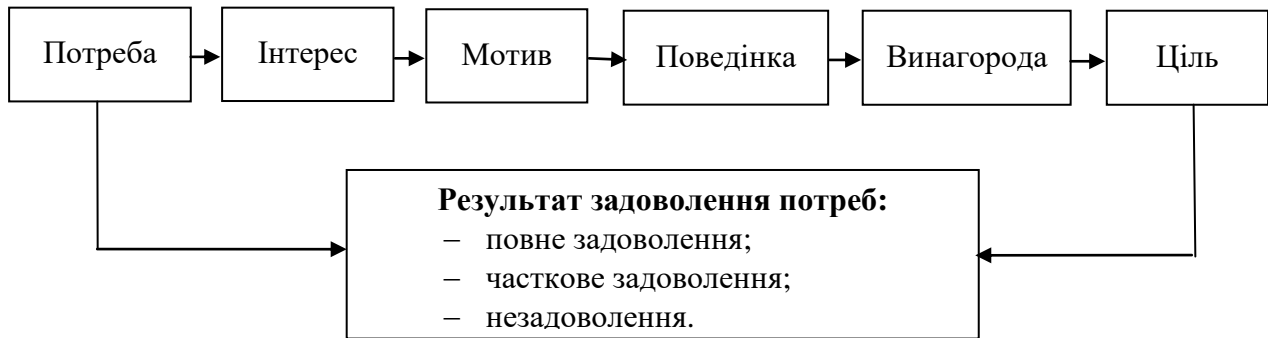 Потреба
Інтерес
Мотив
Поведінка
Винагорода
Ціль
Результат задоволення потреб:
– повне задоволення;
– часткове задоволення;
– незадоволення.